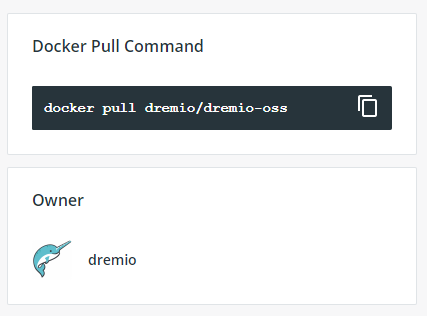 Docker Pull Command
docker pull dremio/dremio-oss
Owner
dremio